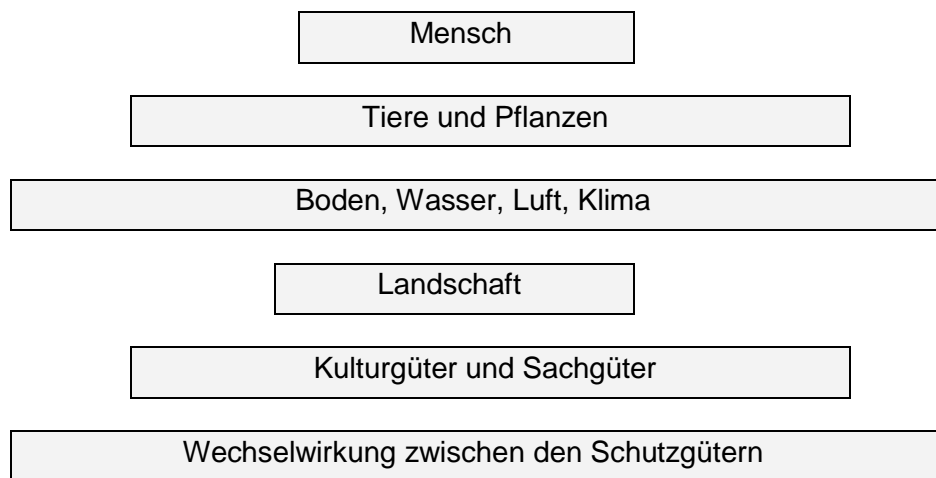 Mensch
Tiere und Pflanzen
Boden, Wasser, Luft, Klima
Landschaft
Kulturgüter und Sachgüter
Wechselwirkung zwischen den Schutzgütern